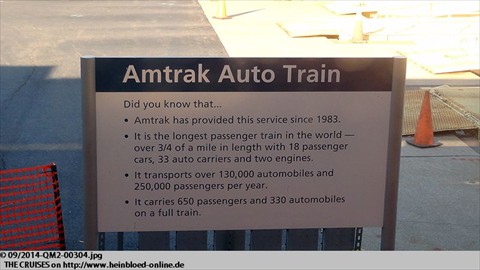 Amtrak Auto Train
Did you know that...
• Amtrak has provided this service since 1983.
• It is the longest passenger train in the world —
over 3/4 of a mile in length with 18 passenger
cars, 33 auto carriers and two engines.
• It transports over 130,000 automobiles and
250,000 passengers per year.
• It carries 650 passengers and 330 automobiles
on a full train.
© 09/2014-QM2-00304.jpg
THE CRUISES on http://www.heinbloed-online.de